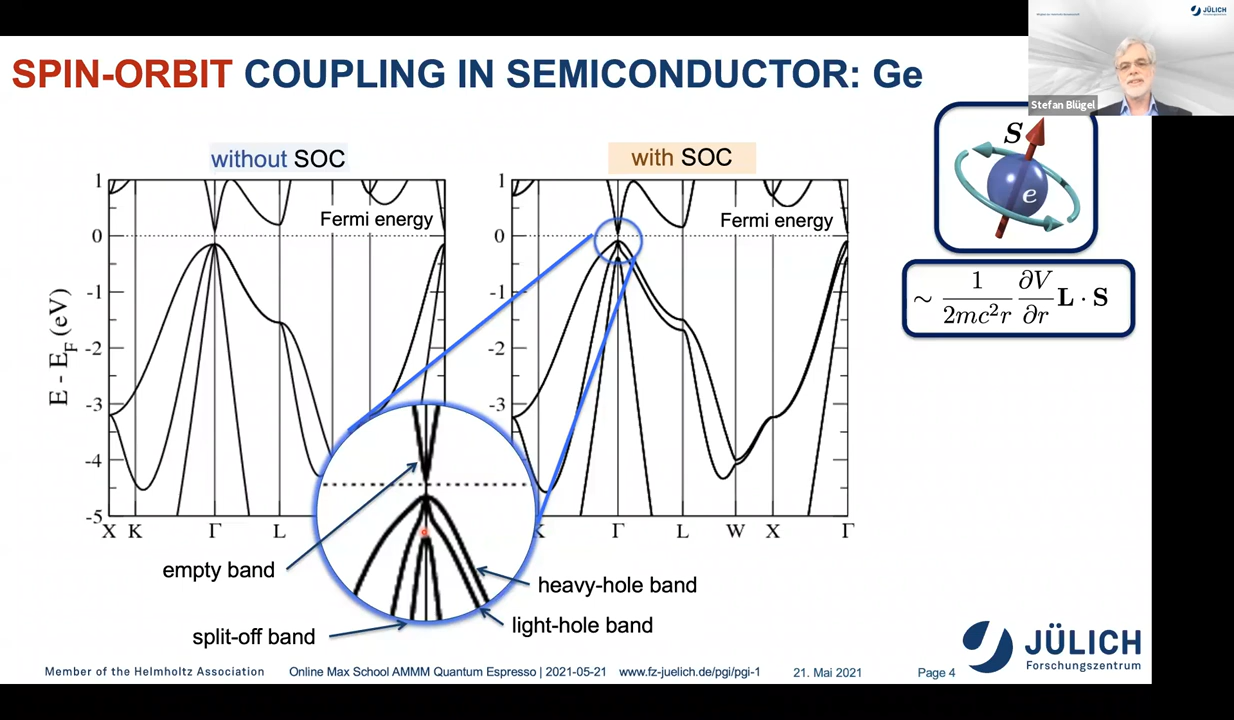 JÜLICH
Forschungszentrum
Stefan Blügel
SPIN-ORBIT COUPLING IN SEMICONDUCTOR: Ge
without SOC
with SOC
S
e
∼ 1/(2mc²r) ∂V/∂r L · S
E - E_F (eV)
1
0
-1
-2
-3
-4
-5
Fermi energy
X K Γ L
1
0
-1
-2
-3
-4
Fermi energy
K Γ L W X Γ
empty band
heavy-hole band
light-hole band
split-off band
JÜLICH
Forschungszentrum
Member of the Helmholtz Association
Online Max School AMMM Quantum Espresso | 2021-05-21
www.fz-juelich.de/pgi/pgi-1
21. Mai 2021
Page 4